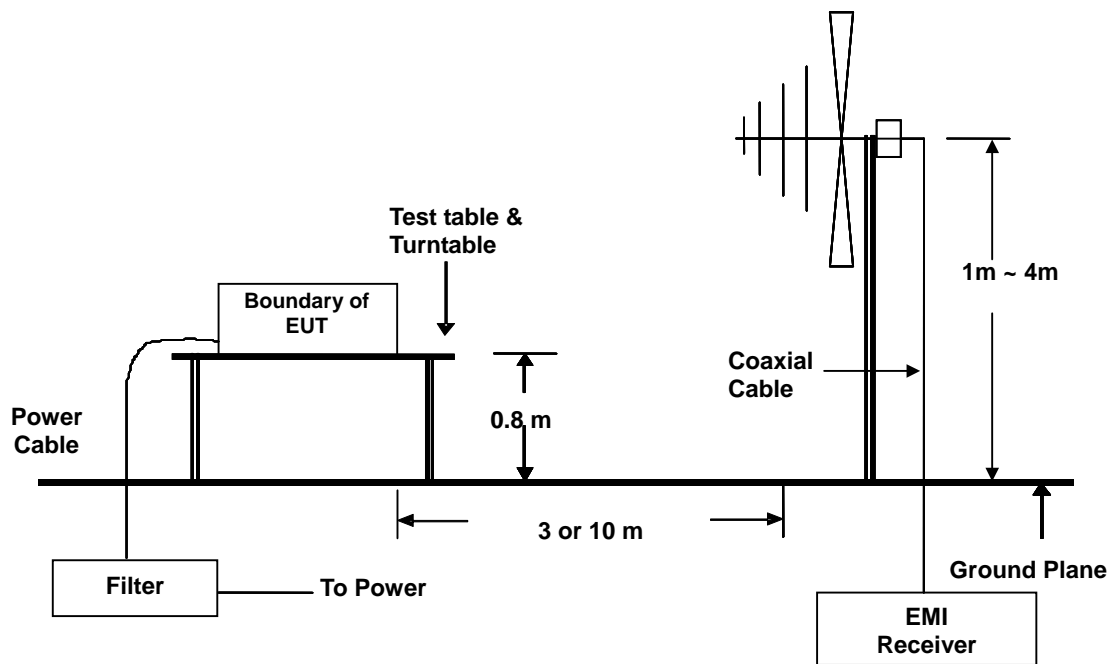 Test table &
Turntable
Boundary of
EUT
1m ~ 4m
Coaxial
Cable
0.8 m
Power
Cable
3 or 10 m
Filter
To Power
Ground Plane
EMI
Receiver